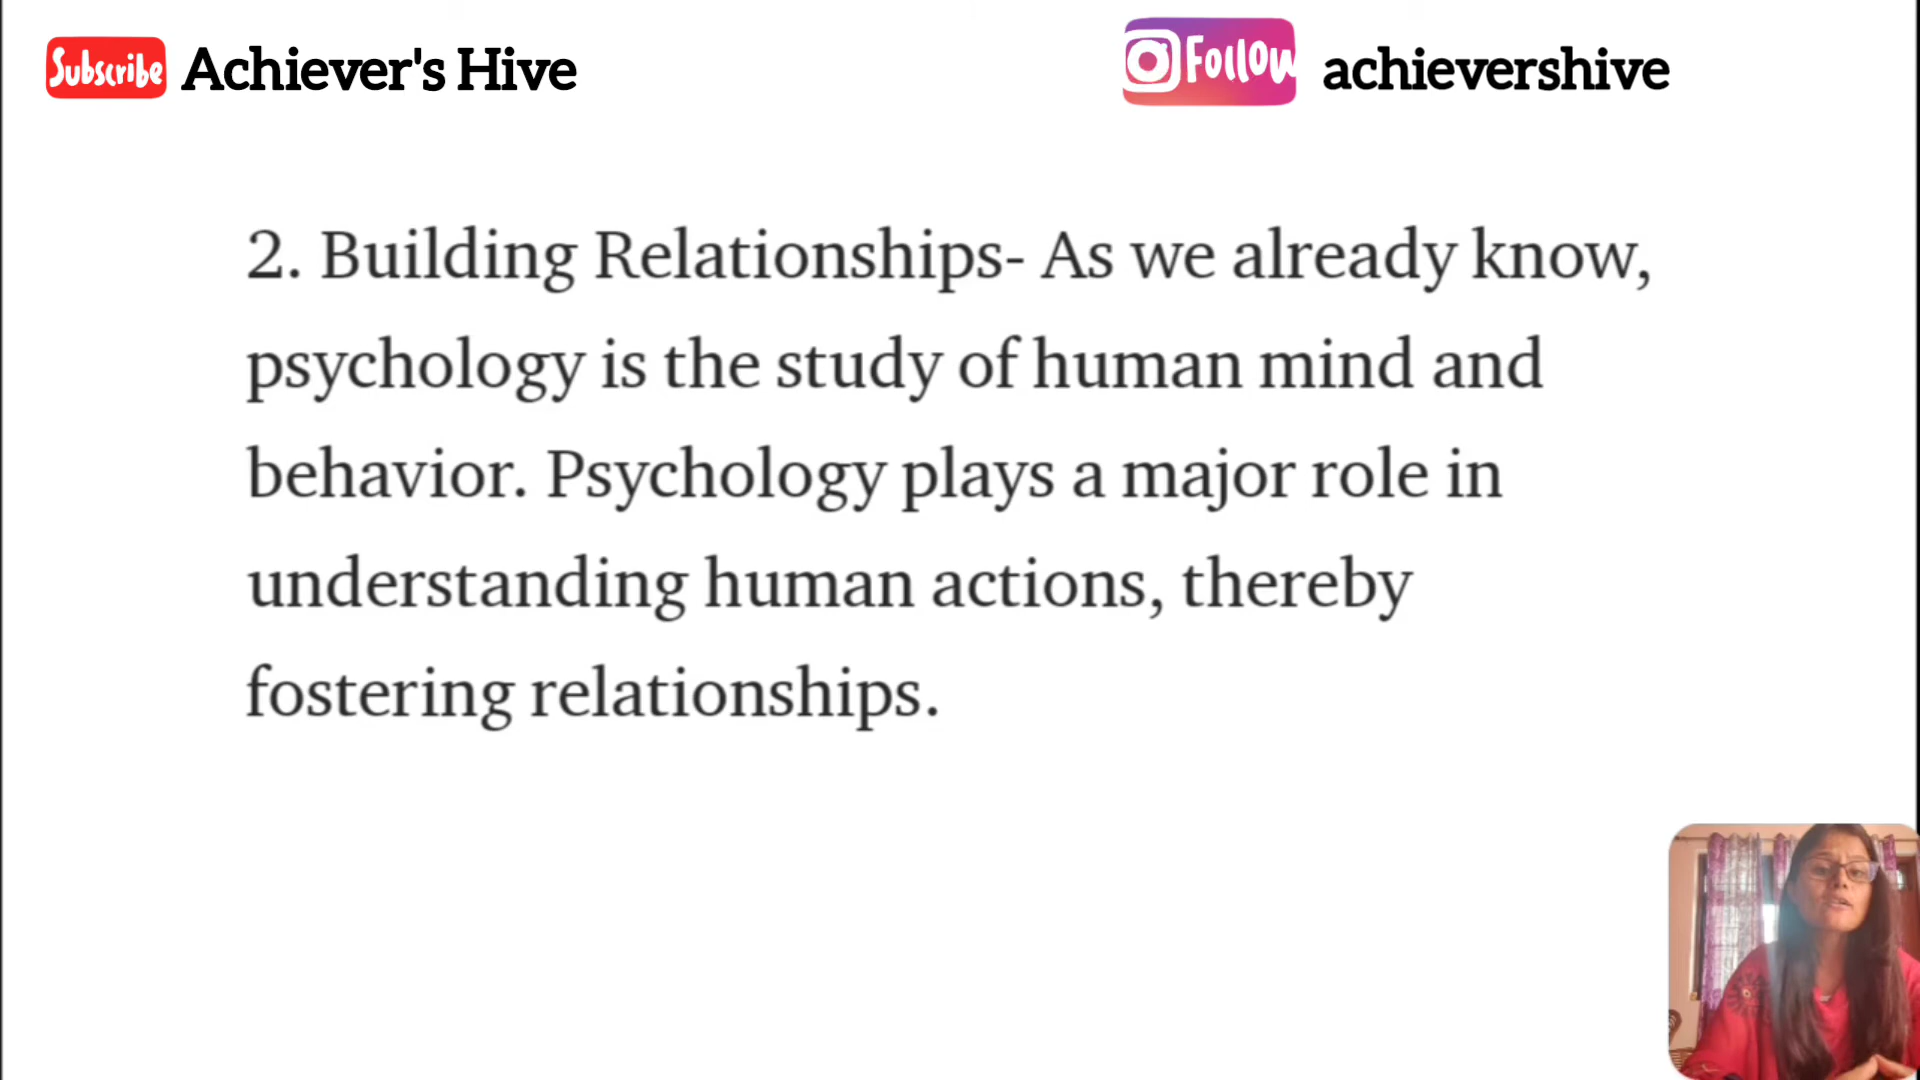 Subscribe Achiever's Hive
Follow achievershive
2. Building Relationships- As we already know,
psychology is the study of human mind and
behavior. Psychology plays a major role in
understanding human actions, thereby
fostering relationships.